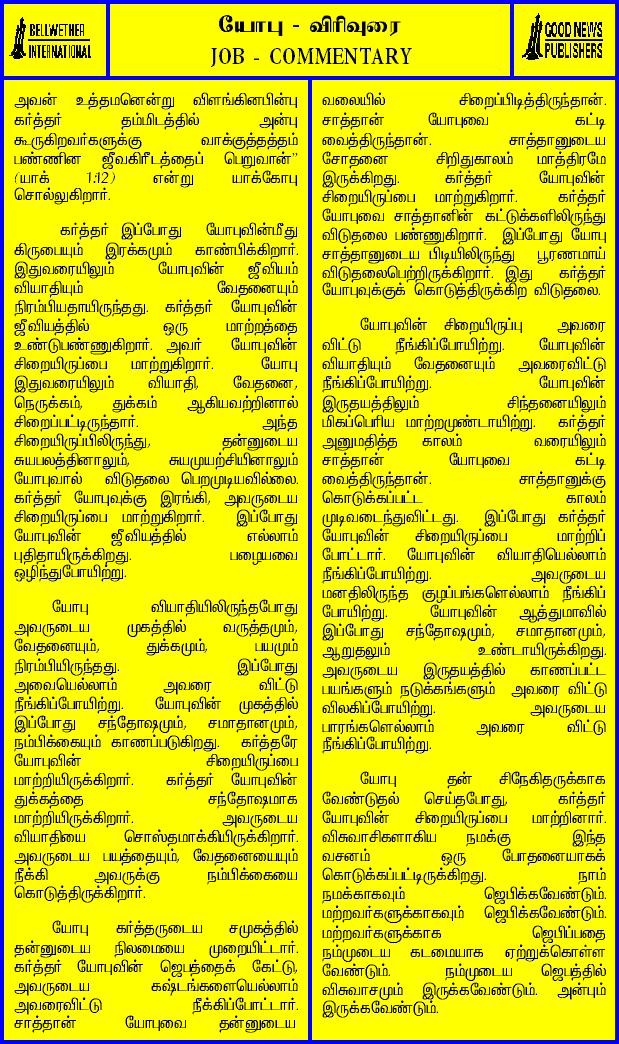 BELLWETHER
INTERNATIONAL
யோபு - விரிவுரை
JOB - COMMENTARY
GOOD NEWS
PUBLISHERS
அவன் உத்தமனென்று விளங்கினபின்பு
கர்த்தர் தம்மிடத்தில் அன்பு
கூருகிறவர்களுக்கு வாக்குத்தத்தம்
பண்ணின ஜீவகிரீடத்தைப் பெறுவான்”
(யாக் 1:12) என்று யாக்கோபு
சொல்லுகிறார்.
கர்த்தர் இப்போது யோபுவின்மீது
கிருபையும் இரக்கமும் காண்பிக்கிறார்.
இதுவரையிலும் யோபுவின் ஜீவியம்
வியாதியும் வேதனையும்
நிரம்பியதாயிருந்தது. கர்த்தர் யோபுவின்
ஜீவியத்தில் ஒரு மாற்றத்தை
உண்டுபண்ணுகிறார். அவர் யோபுவின்
சிறையிருப்பை மாற்றுகிறார். யோபு
இதுவரையிலும் வியாதி, வேதனை,
நெருக்கம், துக்கம் ஆகியவற்றினால்
சிறைப்பட்டிருந்தார். அந்த
சிறையிருப்பிலிருந்து, தன்னுடைய
சுயபலத்தினாலும், சுயமுயற்சியினாலும்
யோபுவால் விடுதலை பெறமுடியவில்லை.
கர்த்தர் யோபுவுக்கு இரங்கி, அவருடைய
சிறையிருப்பை மாற்றுகிறார். இப்போது
யோபுவின் ஜீவியத்தில் எல்லாம்
புதிதாயிருக்கிறது. பழையவை
ஒழிந்துபோயிற்று.
யோபு வியாதியிலிருந்தபோது
அவருடைய முகத்தில் வருத்தமும்,
வேதனையும், துக்கமும், பயமும்
நிரம்பியிருந்தது. இப்போது
அவையெல்லாம் அவரை விட்டு
நீங்கிப்போயிற்று. யோபுவின் முகத்தில்
இப்போது சந்தோஷமும், சமாதானமும்,
நம்பிக்கையும் காணப்படுகிறது. கர்த்தரே
யோபுவின் சிறையிருப்பை
மாற்றியிருக்கிறார். கர்த்தர் யோபுவின்
துக்கத்தை சந்தோஷமாக
மாற்றியிருக்கிறார். அவருடைய
வியாதியை சொஸ்தமாக்கியிருக்கிறார்.
அவருடைய பயத்தையும், வேதனையையும்
நீக்கி அவருக்கு நம்பிக்கையை
கொடுத்திருக்கிறார்.
யோபு கர்த்தருடைய சமுகத்தில்
தன்னுடைய நிலமையை முறையிட்டார்.
கர்த்தர் யோபுவின் ஜெபத்தைக் கேட்டு,
அவருடைய கஷ்டங்களையெல்லாம்
அவரைவிட்டு நீக்கிப்போட்டார்.
சாத்தான் யோபுவை தன்னுடைய
வலையில் சிறைப்பிடித்திருந்தான்.
சாத்தான் யோபுவை கட்டி
வைத்திருந்தான். சாத்தானுடைய
சோதனை சிறிதுகாலம் மாத்திரமே
இருக்கிறது. கர்த்தர் யோபுவின்
சிறையிருப்பை மாற்றுகிறார். கர்த்தர்
யோபுவை சாத்தானின் கட்டுக்களிலிருந்து
விடுதலை பண்ணுகிறார். இப்போது யோபு
சாத்தானுடைய பிடியிலிருந்து பூரணமாய்
விடுதலைபெற்றிருக்கிறார். இது கர்த்தர்
யோபுவுக்குக் கொடுத்திருக்கிற விடுதலை.
யோபுவின் சிறையிருப்பு அவரை
விட்டு நீங்கிப்போயிற்று. யோபுவின்
வியாதியும் வேதனையும் அவரைவிட்டு
நீங்கிப்போயிற்று. யோபுவின்
இருதயத்திலும் சிந்தனையிலும்
மிகப்பெரிய மாற்றமுண்டாயிற்று. கர்த்தர்
அனுமதித்த காலம் வரையிலும்
சாத்தான் யோபுவை கட்டி
வைத்திருந்தான். சாத்தானுக்கு
கொடுக்கப்பட்ட காலம்
முடிவடைந்துவிட்டது. இப்போது கர்த்தர்
யோபுவின் சிறையிருப்பை மாற்றிப்
போட்டார். யோபுவின் வியாதியெல்லாம்
நீங்கிப்போயிற்று. அவருடைய
மனதிலிருந்த குழப்பங்களெல்லாம் நீங்கிப்
போயிற்று. யோபுவின் ஆத்துமாவில்
இப்போது சந்தோஷமும், சமாதானமும்,
ஆறுதலும் உண்டாயிருக்கிறது.
அவருடைய இருதயத்தில் காணப்பட்ட
பயங்களும் நடுக்கங்களும் அவரை விட்டு
விலகிப்போயிற்று. அவருடைய
பாரங்களெல்லாம் அவரை விட்டு
நீங்கிப்போயிற்று.
யோபு தன் சிநேகிதருக்காக
வேண்டுதல் செய்தபோது, கர்த்தர்
யோபுவின் சிறையிருப்பை மாற்றினார்.
விசுவாசிகளாகிய நமக்கு இந்த
வசனம் ஒரு போதனையாகக்
கொடுக்கப்பட்டிருக்கிறது. நாம்
நமக்காகவும் ஜெபிக்கவேண்டும்.
மற்றவர்களுக்காகவும் ஜெபிக்கவேண்டும்.
மற்றவர்களுக்காக ஜெபிப்பதை
நம்முடைய கடமையாக ஏற்றுக்கொள்ள
வேண்டும். நம்முடைய ஜெபத்தில்
விசுவாசமும் இருக்கவேண்டும். அன்பும்
இருக்கவேண்டும்.